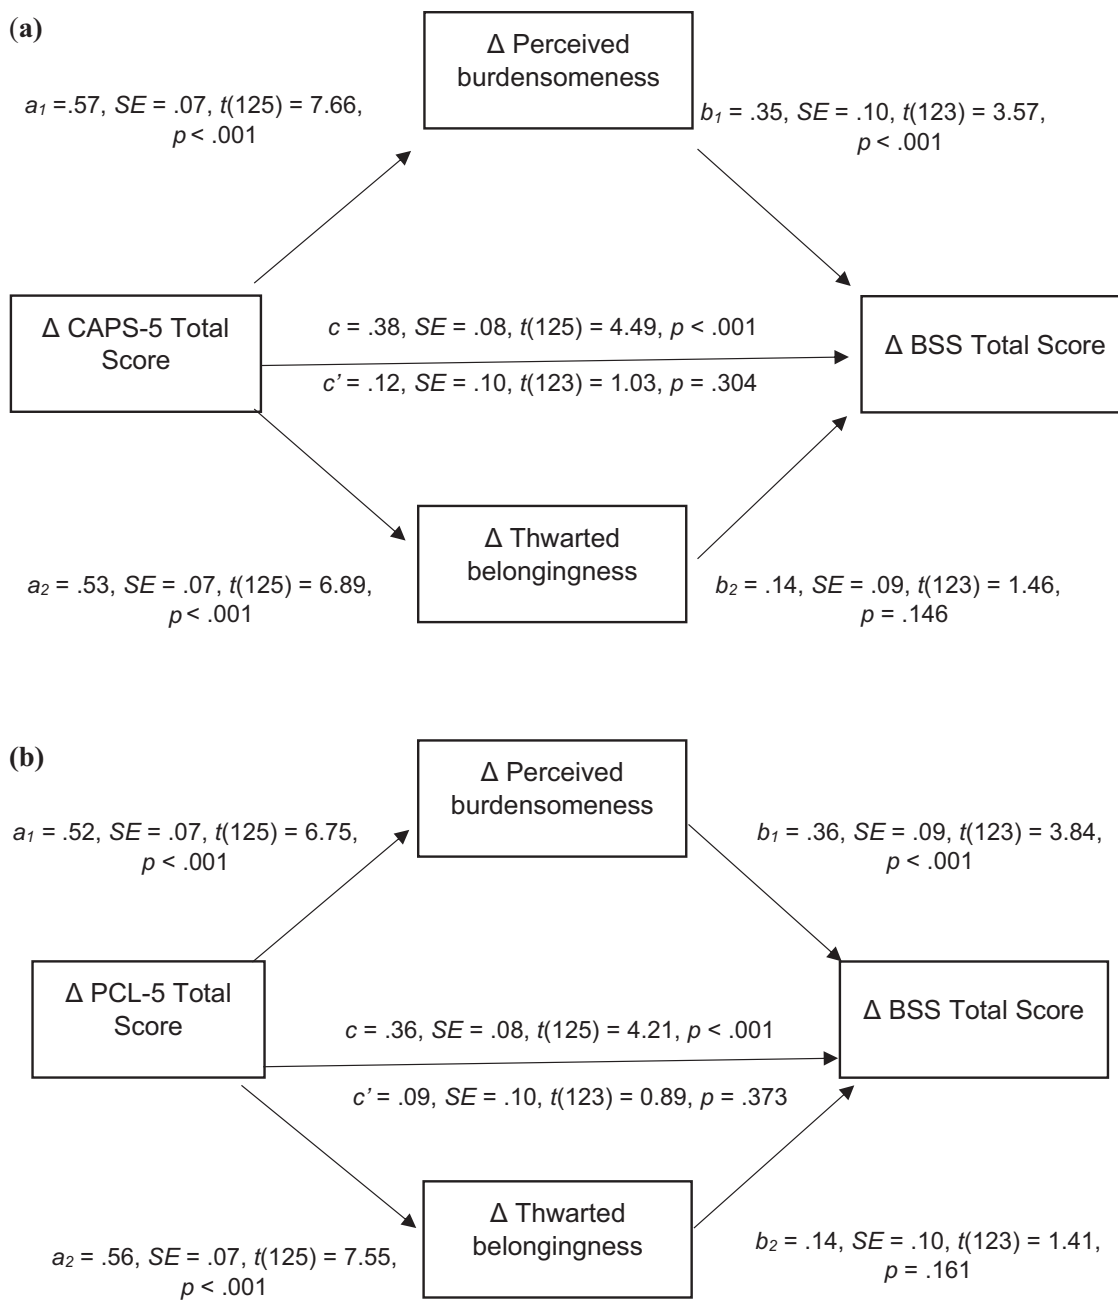 (a)
Δ Perceived
burdensomeness
a₁ =.57, SE = .07, t(125) = 7.66,
p < .001
b₁ = .35, SE = .10, t(123) = 3.57,
p < .001
Δ CAPS-5 Total
Score
c = .38, SE = .08, t(125) = 4.49, p < .001
c’ = .12, SE = .10, t(123) = 1.03, p = .304
Δ BSS Total Score
Δ Thwarted
belongingness
a₂ = .53, SE = .07, t(125) = 6.89,
p < .001
b₂ = .14, SE = .09, t(123) = 1.46,
p = .146
(b)
Δ Perceived
burdensomeness
a₁ = .52, SE = .07, t(125) = 6.75,
p < .001
b₁ = .36, SE = .09, t(123) = 3.84,
p < .001
Δ PCL-5 Total
Score
c = .36, SE = .08, t(125) = 4.21, p < .001
c’ = .09, SE = .10, t(123) = 0.89, p = .373
Δ BSS Total Score
Δ Thwarted
belongingness
a₂ = .56, SE = .07, t(125) = 7.55,
p < .001
b₂ = .14, SE = .10, t(123) = 1.41,
p = .161